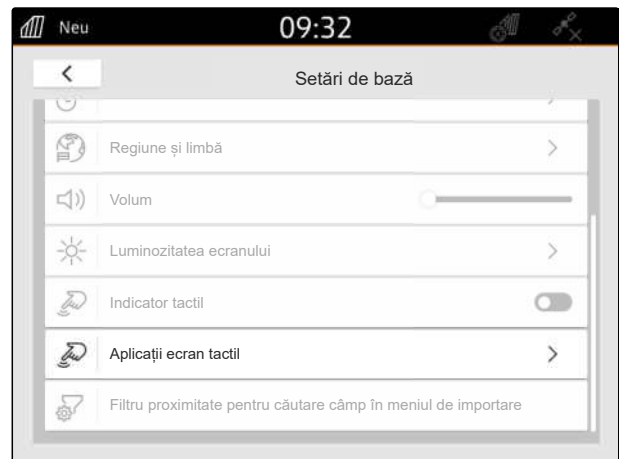 Neu
09:32
Setări de bază
Regiune și limbă
Volum
Luminozitatea ecranului
Indicator tactil
Aplicații ecran tactil
Filtru proximitate pentru căutare câmp în meniul de importare